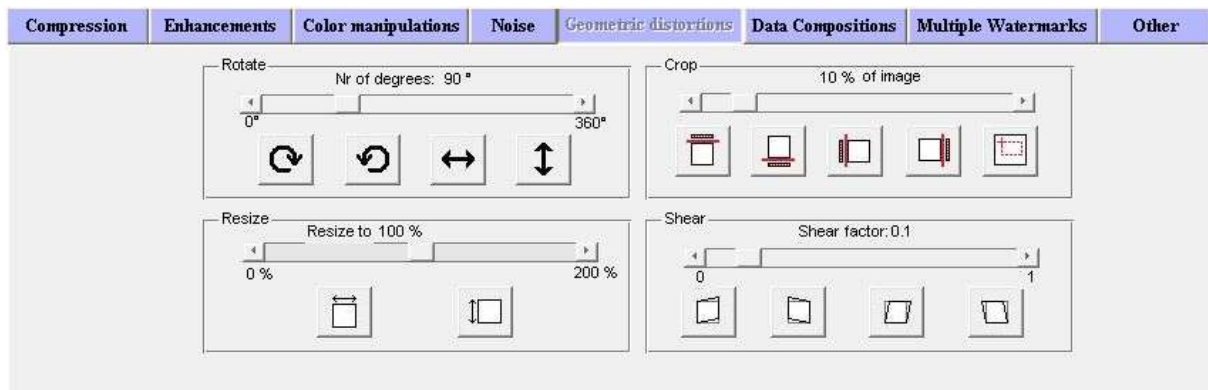 Compression Enhancements Color manipulations Noise Geometric distortions Data Compositions Multiple Watermarks Other
Rotate
Nr of degrees: 90 °
0° 360°
Crop
10 % of image
Resize
Resize to 100 %
0 % 200 %
Shear
Shear factor: 0.1
0 1